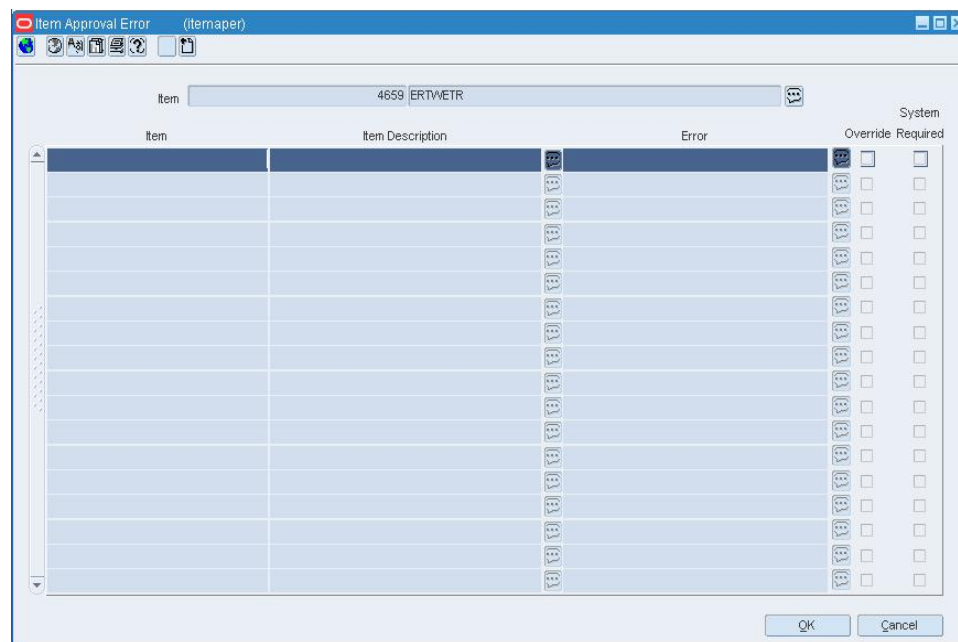 Item Approval Error (itemaper)
Item 4659 ERTWETR
System
Item Item Description Error Override Required
OK Cancel